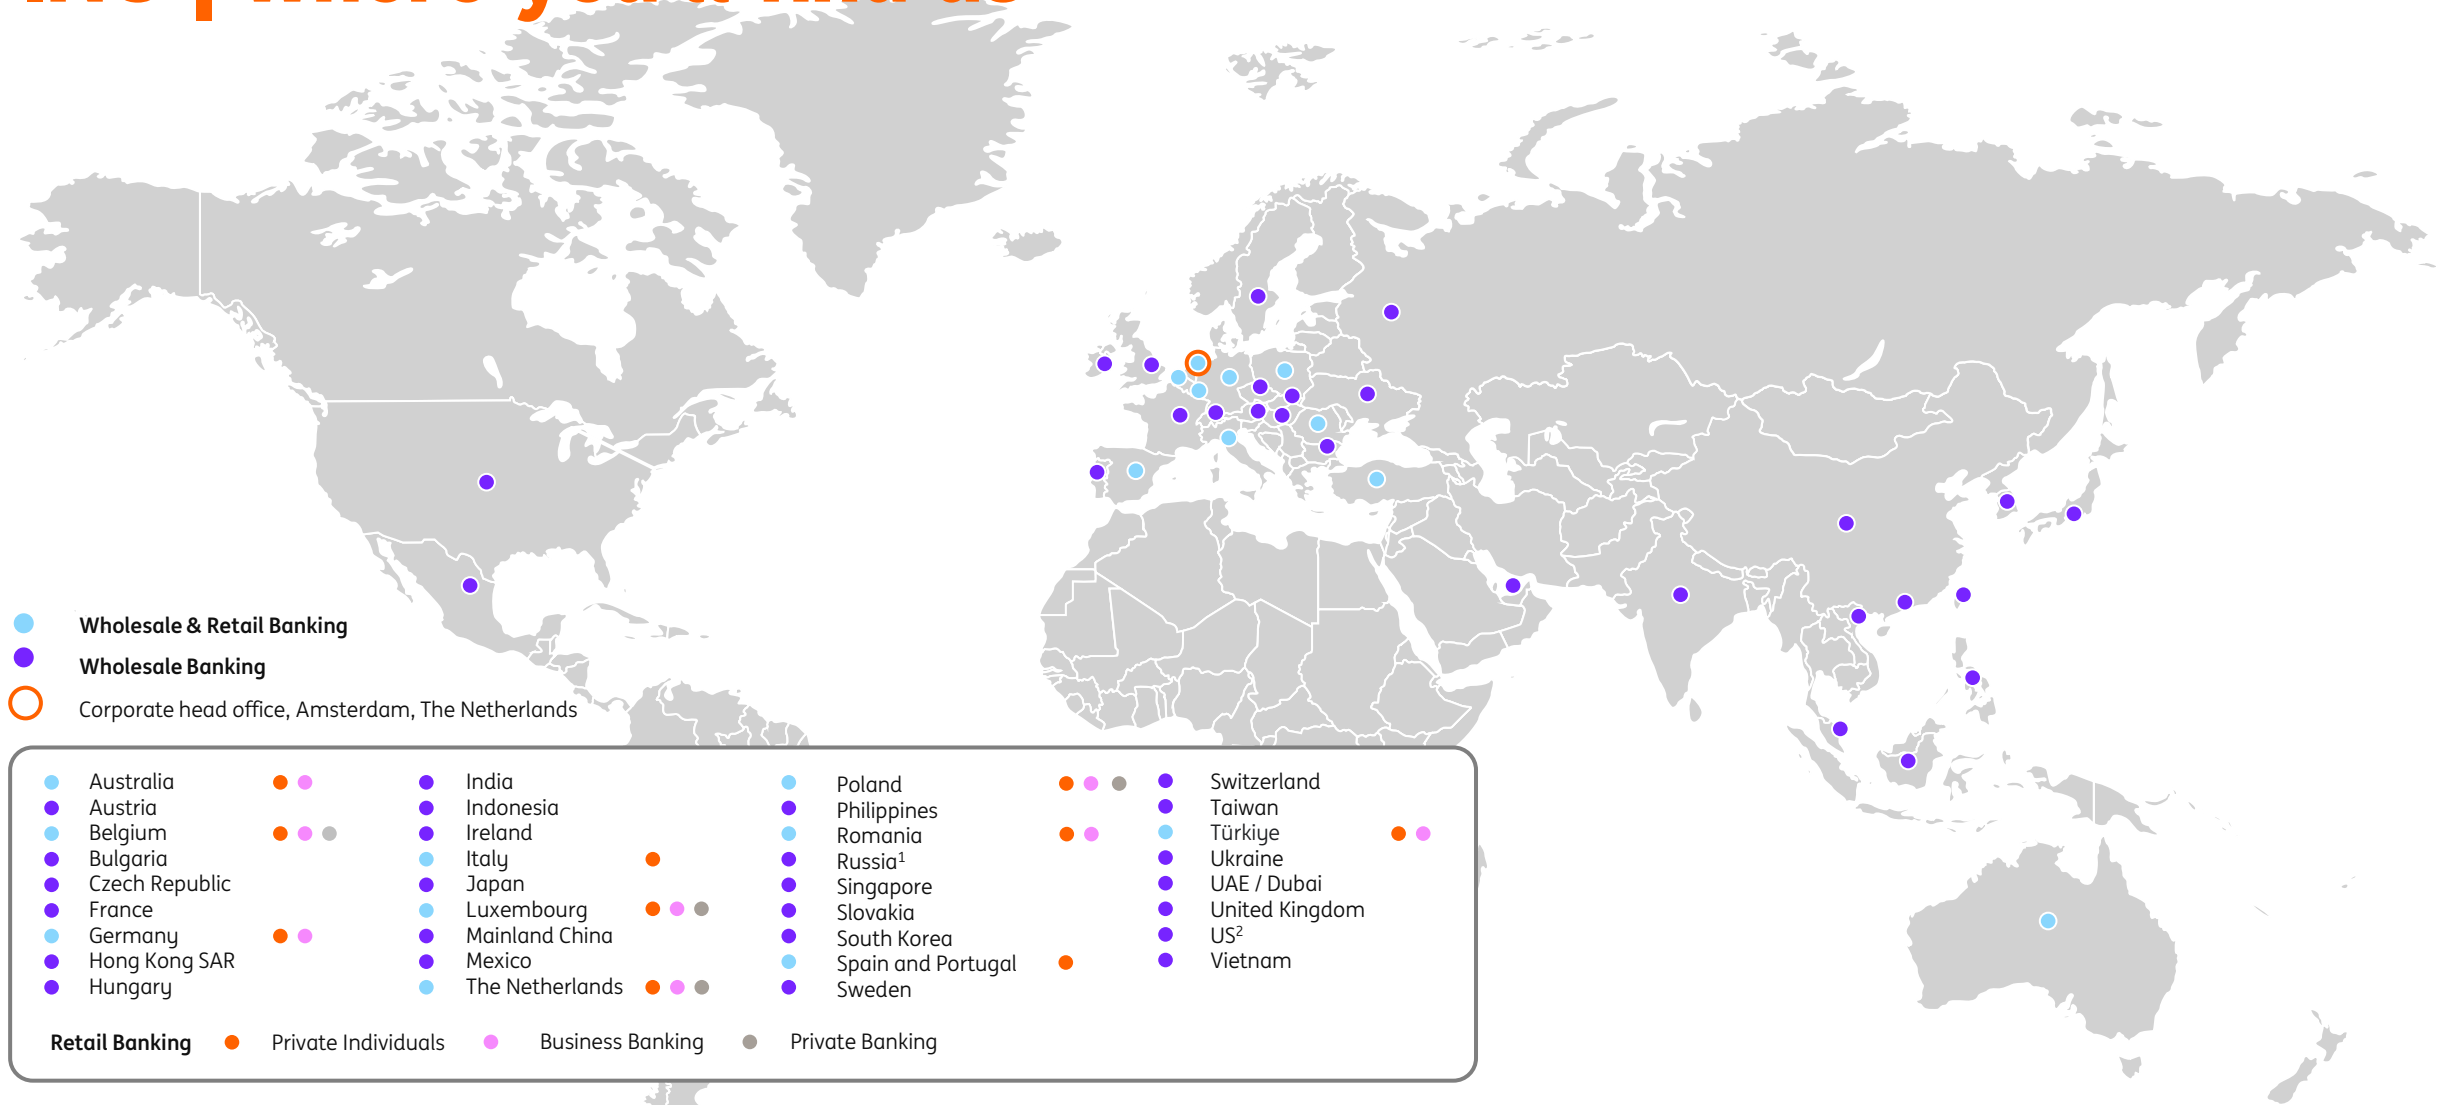 Wholesale & Retail Banking
Wholesale Banking
Corporate head office, Amsterdam, The Netherlands
Australia
Austria
Belgium
Bulgaria
Czech Republic
France
Germany
Hong Kong SAR
Hungary
India
Indonesia
Ireland
Italy
Japan
Luxembourg
Mainland China
Mexico
The Netherlands
Poland
Philippines
Romania
Russia¹
Singapore
Slovakia
South Korea
Spain and Portugal
Sweden
Switzerland
Taiwan
Türkiye
Ukraine
UAE / Dubai
United Kingdom
US²
Vietnam
Retail Banking Private Individuals Business Banking Private Banking